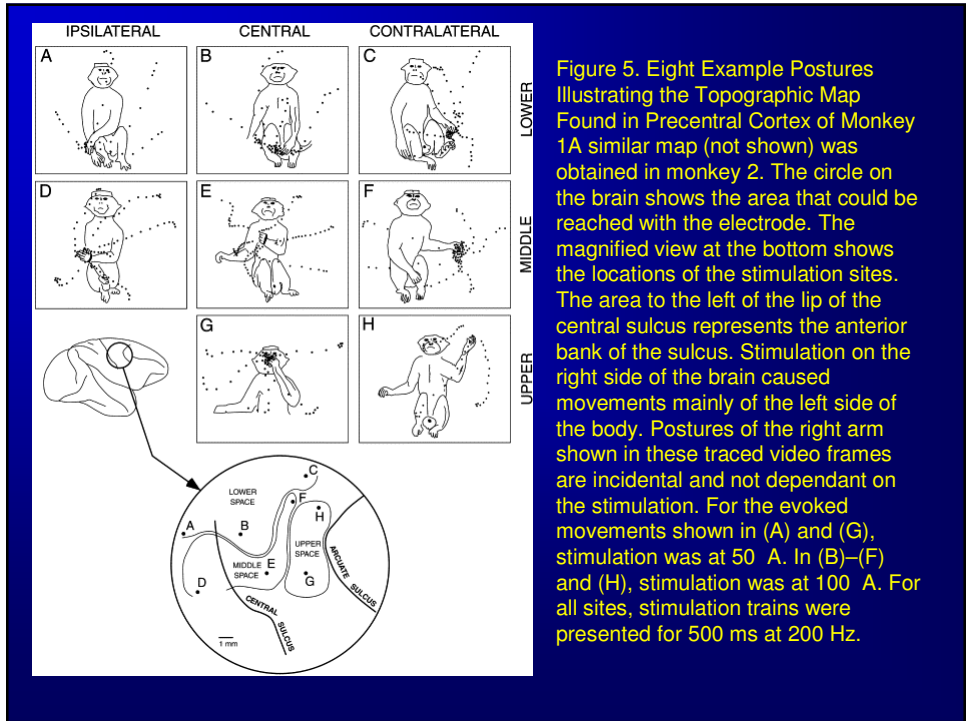 IPSILATERAL CENTRAL CONTRALATERAL
A B C LOWER
D E F MIDDLE
G H UPPER
C
LOWER
SPACE
F
A B H
UPPER
SPACE
MIDDLE
SPACE
E
G
D
ARCUATE SULCUS
CENTRAL SULCUS
1 mm
Figure 5. Eight Example Postures
Illustrating the Topographic Map
Found in Precentral Cortex of Monkey
1A similar map (not shown) was
obtained in monkey 2. The circle on
the brain shows the area that could be
reached with the electrode. The
magnified view at the bottom shows
the locations of the stimulation sites.
The area to the left of the lip of the
central sulcus represents the anterior
bank of the sulcus. Stimulation on the
right side of the brain caused
movements mainly of the left side of
the body. Postures of the right arm
shown in these traced video frames
are incidental and not dependant on
the stimulation. For the evoked
movements shown in (A) and (G),
stimulation was at 50 A. In (B)–(F)
and (H), stimulation was at 100 A. For
all sites, stimulation trains were
presented for 500 ms at 200 Hz.